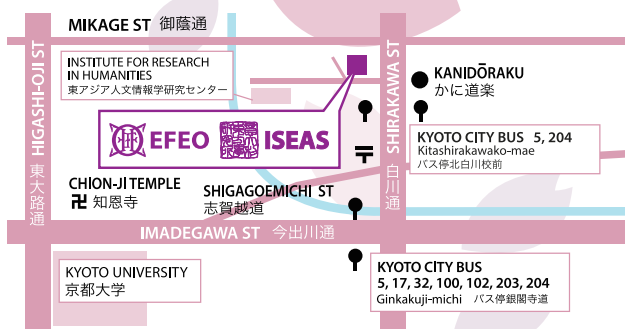 MIKAGE ST 御蔭通
INSTITUTE FOR RESEARCH
IN HUMANITIES
東アジア人文情報学研究センター
HIGASHI-OJI ST 東大路通
SHIRAKAWA ST 白川通
KANIDŌRAKU
かに道楽
EFEO ISEAS
KYOTO CITY BUS 5, 204
Kitashirakawako-mae
バス停北白川校前
CHION-JI TEMPLE
卍 知恩寺
SHIGAGOEMICHI ST
志賀越道
IMADEGAWA ST 今出川通
KYOTO UNIVERSITY
京都大学
KYOTO CITY BUS
5, 17, 32, 100, 102, 203, 204
Ginkakuji-michi バス停銀閣寺道